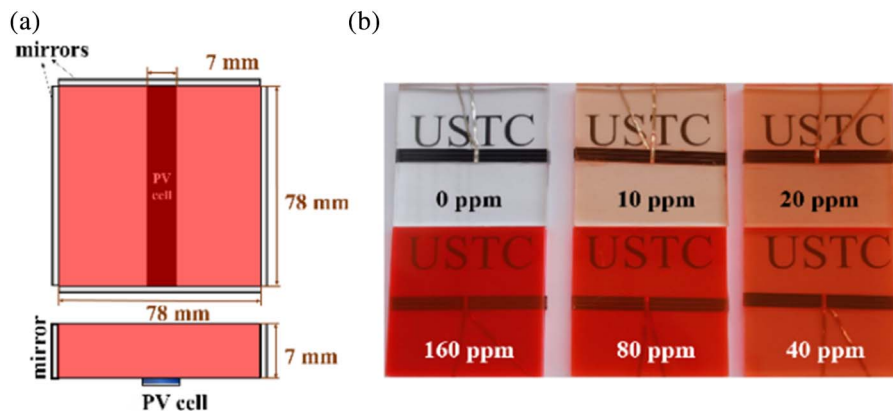 (a)
mirrors
7 mm
PV
cell
78 mm
78 mm
mirror
7 mm
PV cell
(b)
USTC
USTC
USTC
0 ppm
10 ppm
20 ppm
USTC
USTC
USTC
160 ppm
80 ppm
40 ppm